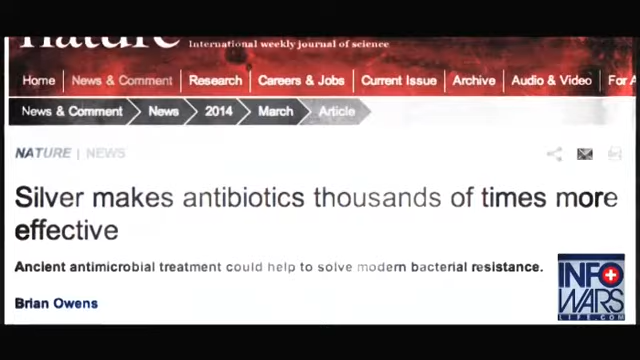 nature
International weekly journal of science
Home News & Comment Research Careers & Jobs Current Issue Archive Audio & Video For A
News & Comment News 2014 March Article
NATURE | NEWS
Silver makes antibiotics thousands of times more
effective
Ancient antimicrobial treatment could help to solve modern bacterial resistance.
Brian Owens
INFO
WARS
LIFE.COM